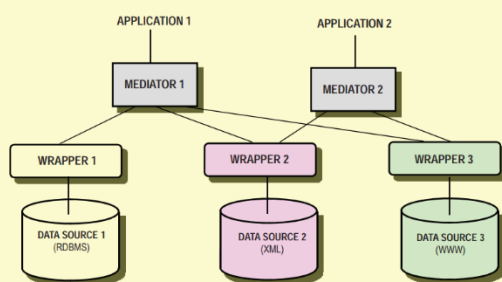 APPLICATION 1
APPLICATION 2
MEDIATOR 1
MEDIATOR 2
WRAPPER 1
WRAPPER 2
WRAPPER 3
DATA SOURCE 1
(RDBMS)
DATA SOURCE 2
(XML)
DATA SOURCE 3
(WWW)